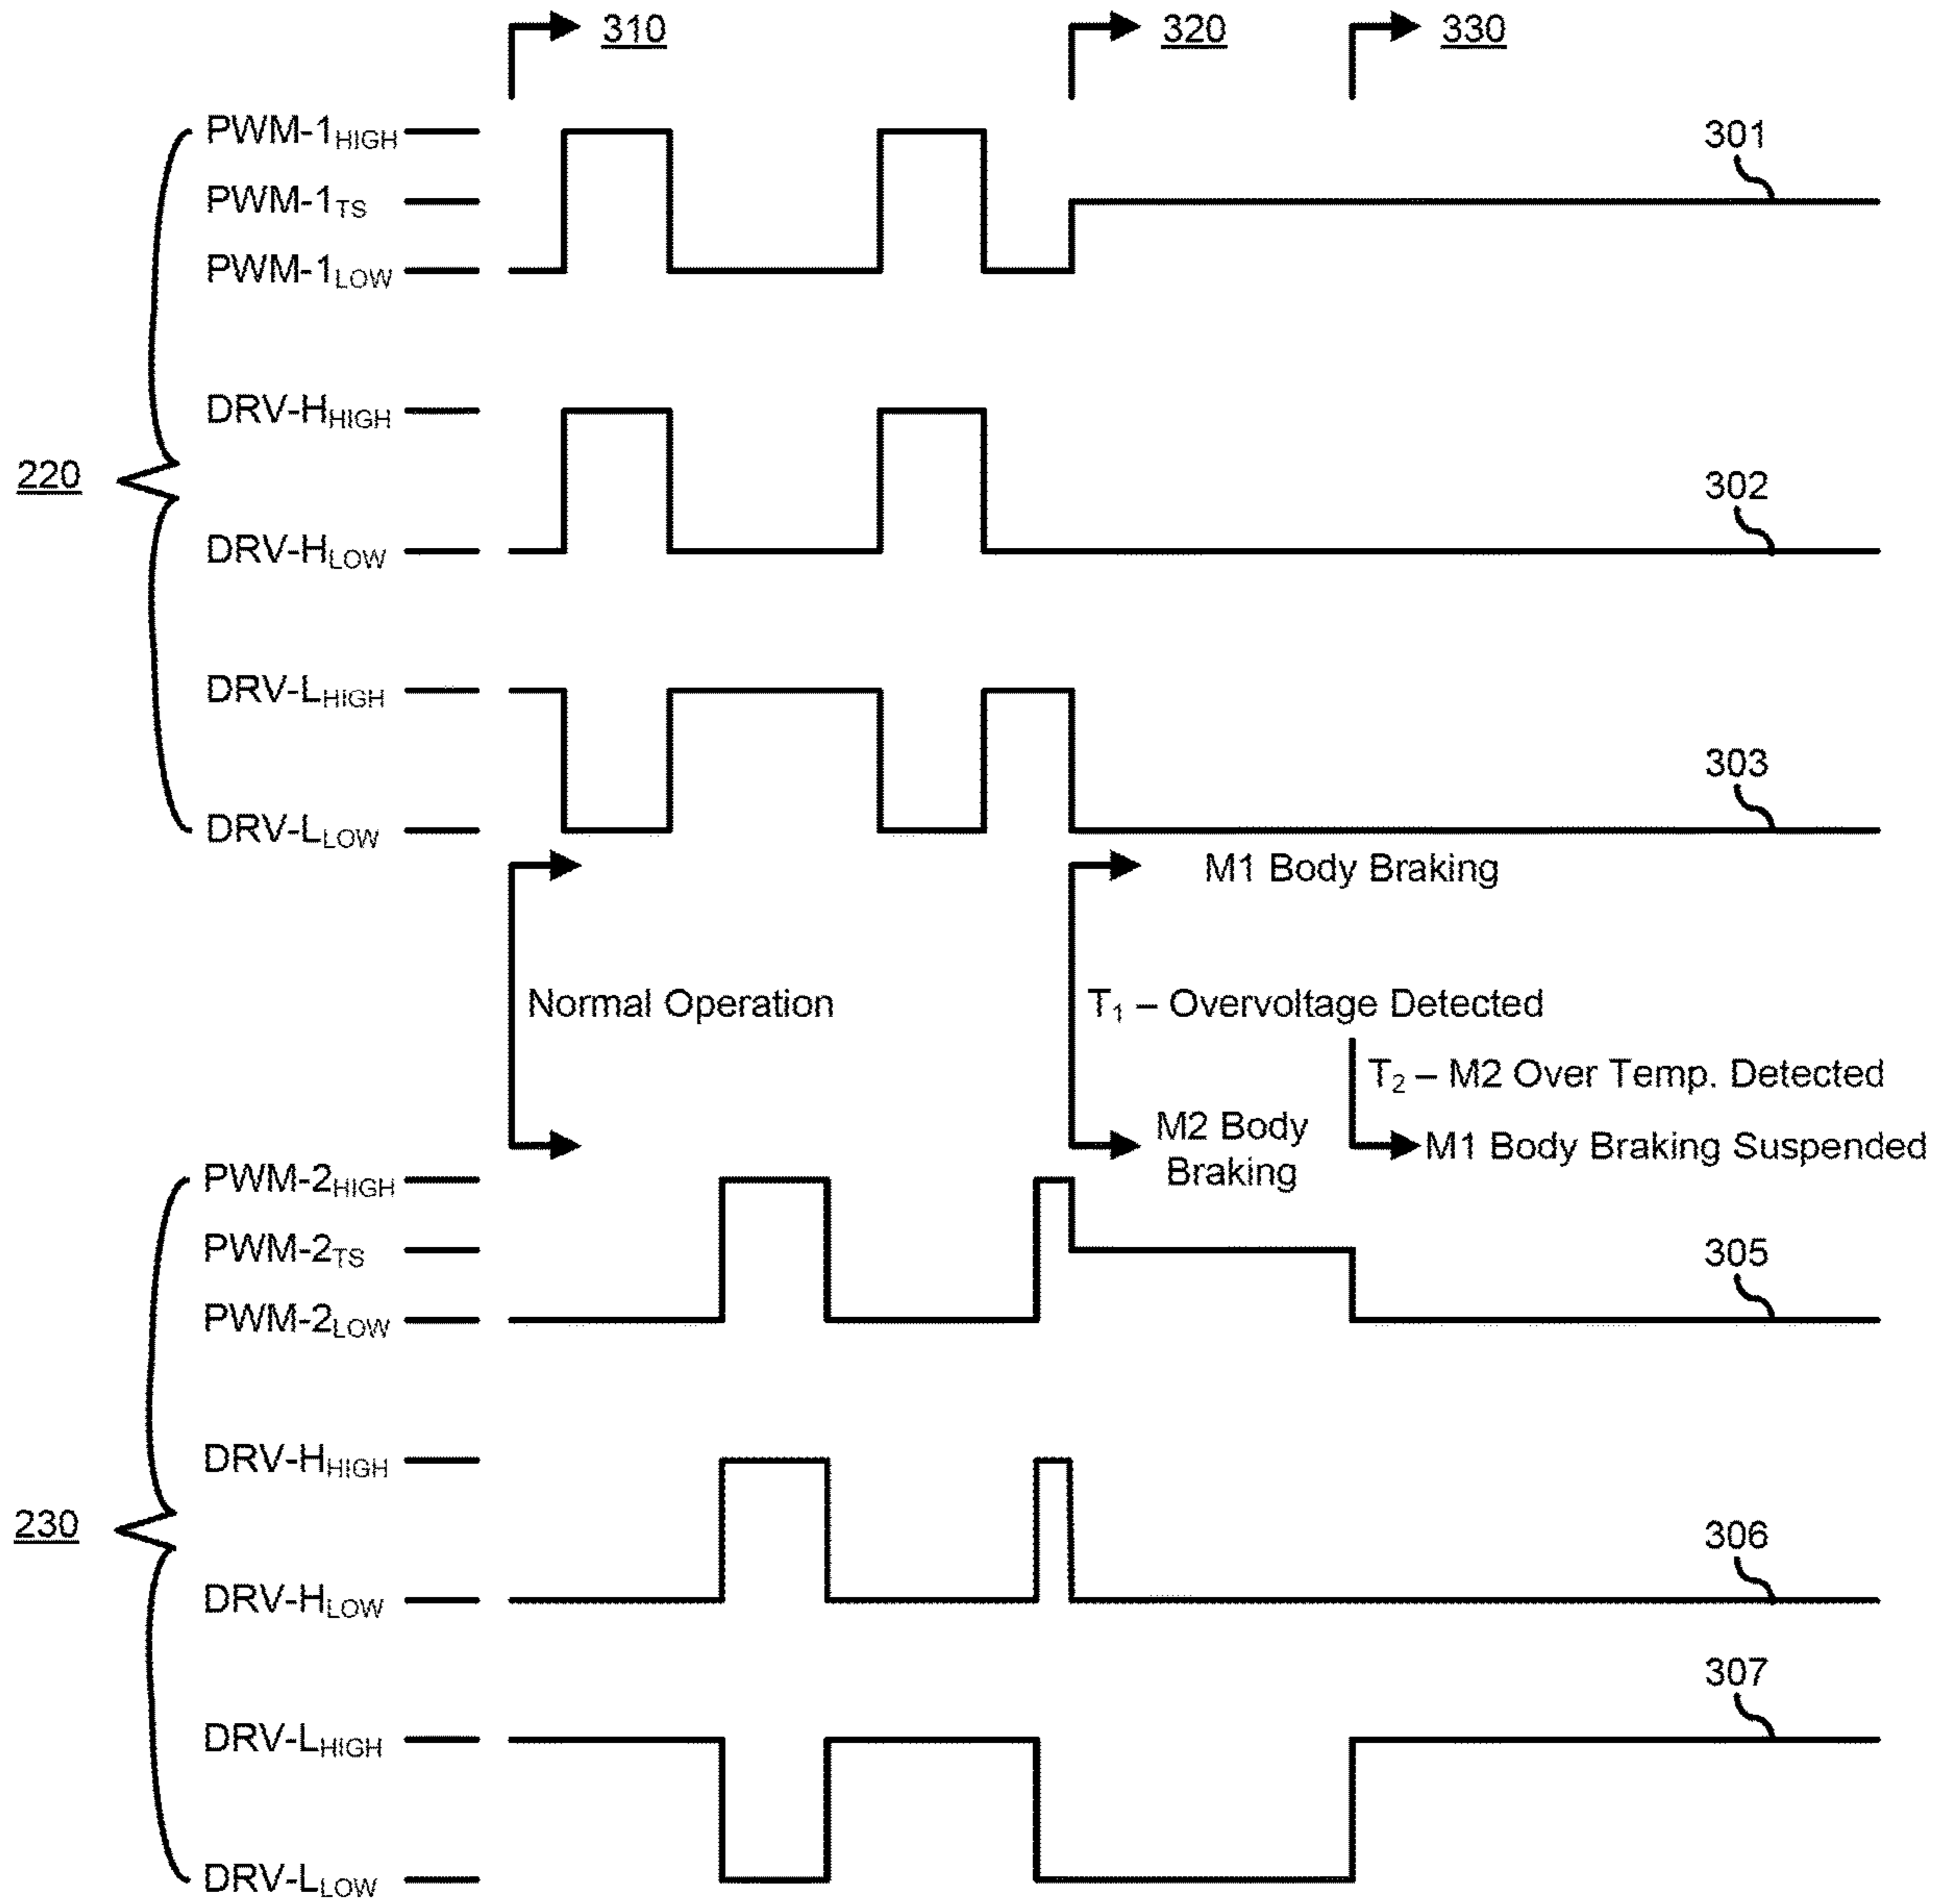 310 320 330
PWM-1HIGH
301
PWM-1TS
PWM-1LOW
DRV-HHIGH
220
302
DRV-HLOW
DRV-LHIGH
303
DRV-LLOW
M1 Body Braking
Normal Operation
T1 – Overvoltage Detected
T2 – M2 Over Temp. Detected
M2 Body
Braking
M1 Body Braking Suspended
PWM-2HIGH
PWM-2TS
305
PWM-2LOW
DRV-HHIGH
230
306
DRV-HLOW
307
DRV-LHIGH
DRV-LLOW